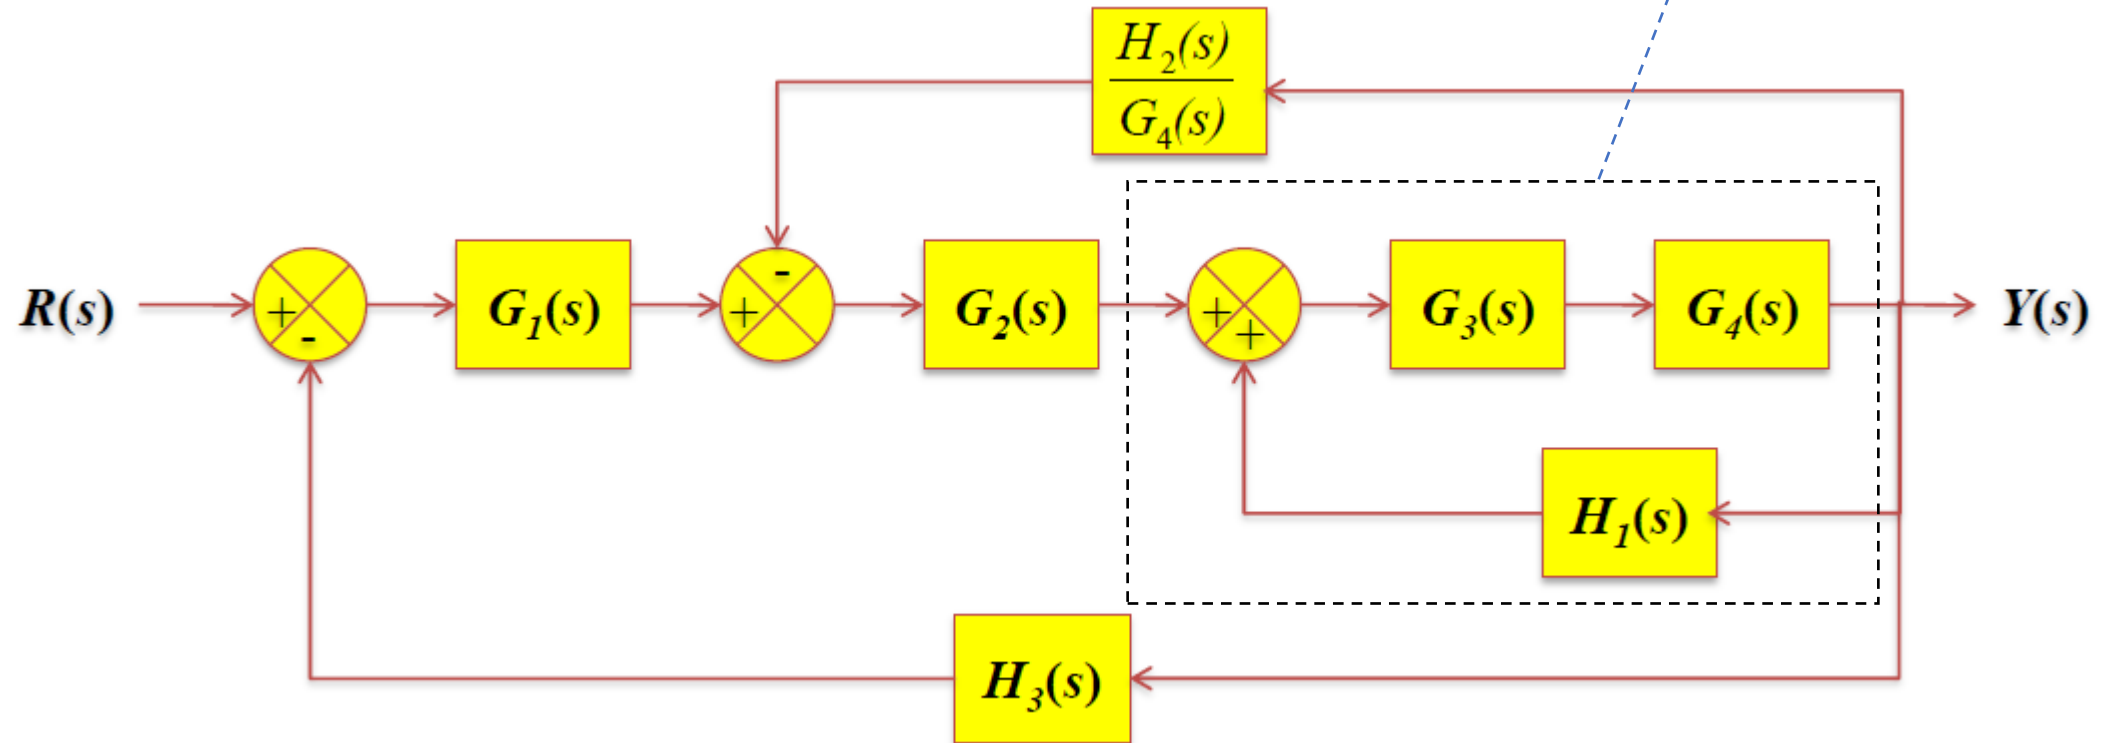 H₂(s)
G₄(s)
R(s) + - G₁(s) + - G₂(s) + + G₃(s) G₄(s) Y(s)
H₁(s)
H₃(s)